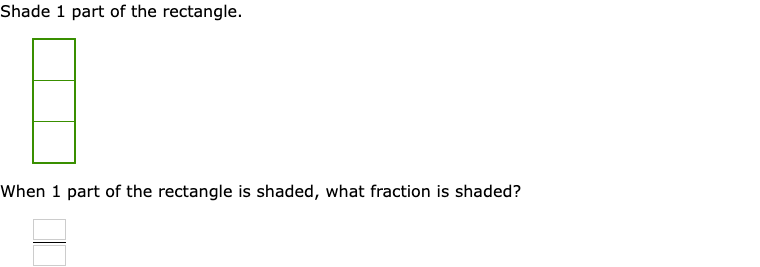 Shade 1 part of the rectangle.
When 1 part of the rectangle is shaded, what fraction is shaded?